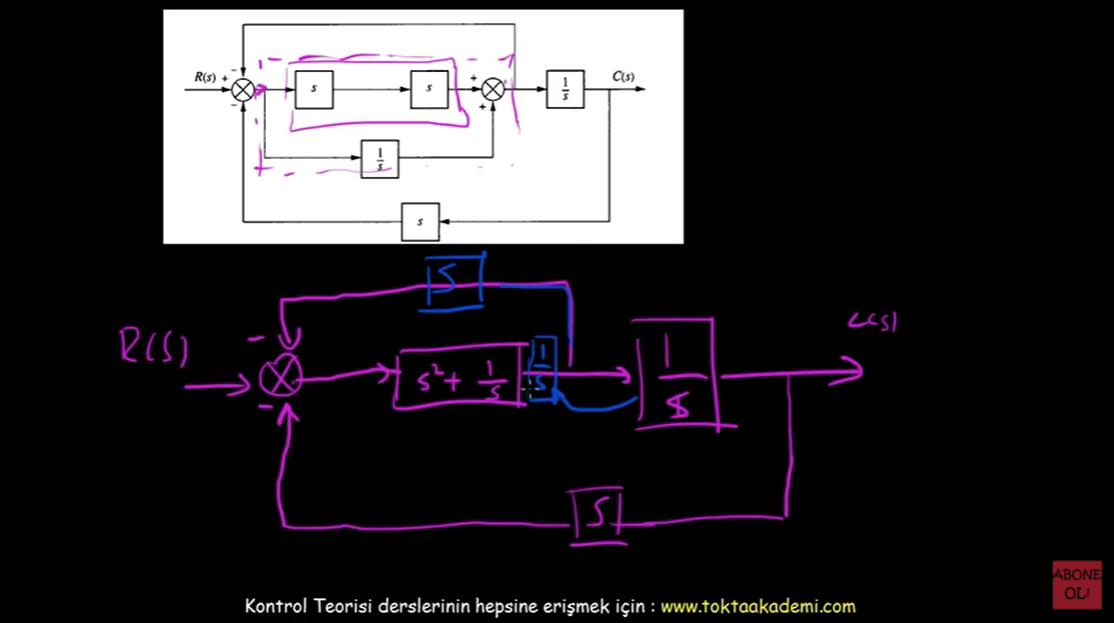 R(s) + − − s s + + 1/s C(s)
1/s
s
S
R(S) − − s² + 1/s 1/s 1/s C(s)
S
ABONE
OL!
Kontrol Teorisi derslerinin hepsine erişmek için : www.toktaakademi.com